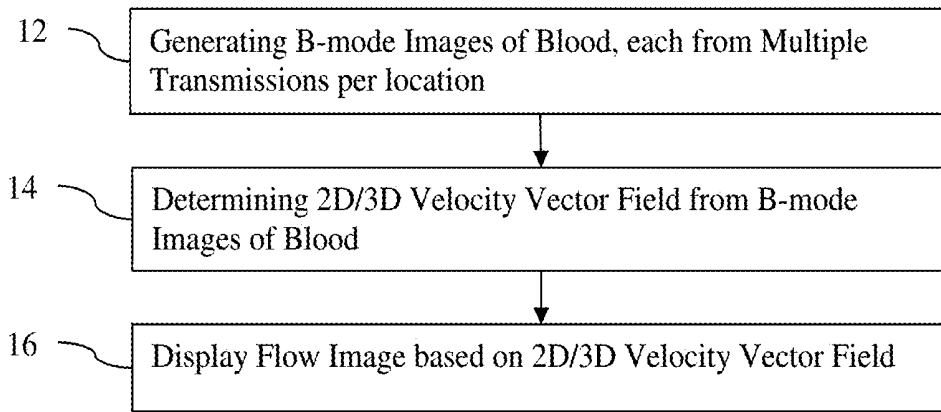 12
Generating B-mode Images of Blood, each from Multiple
Transmissions per location
14
Determining 2D/3D Velocity Vector Field from B-mode
Images of Blood
16
Display Flow Image based on 2D/3D Velocity Vector Field